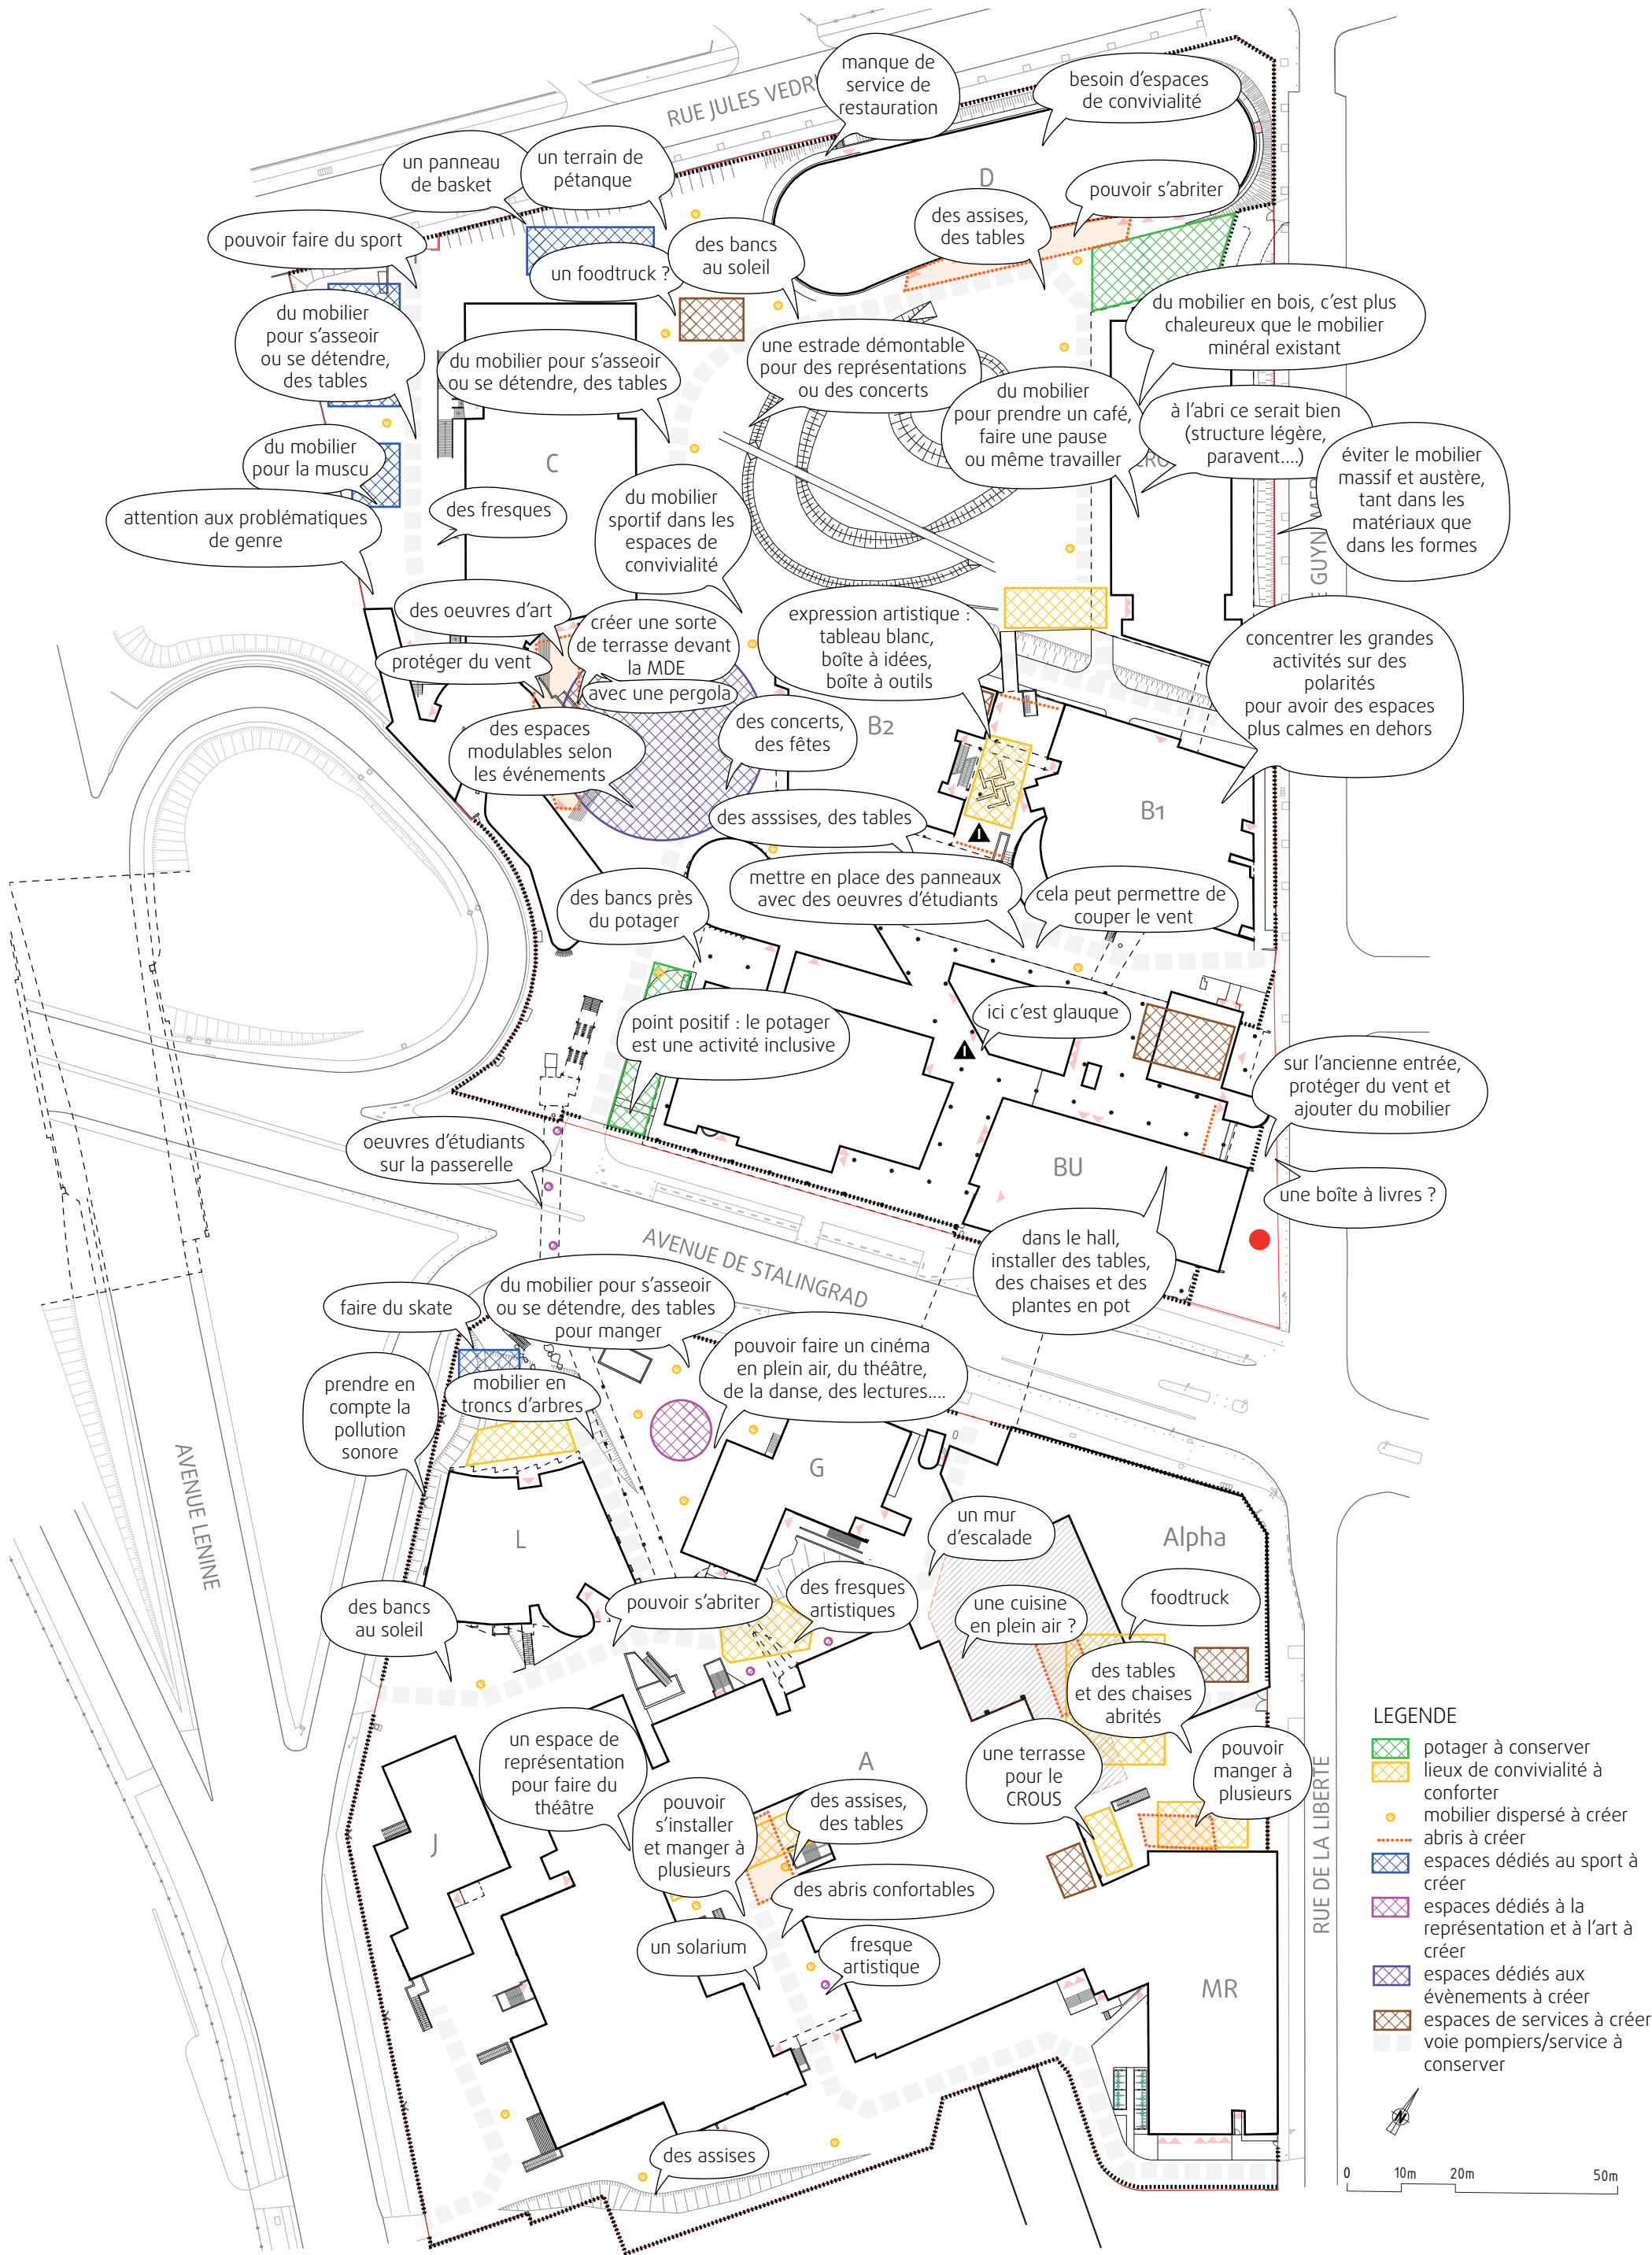 RUE JULES VEDRI
manque de
service de
restauration
besoin d'espaces
de convivialité
un panneau
de basket
un terrain de
pétanque
D
pouvoir s'abriter
des assises,
des tables
pouvoir faire du sport
des bancs
au soleil
un foodtruck ?
du mobilier
pour s'asseoir
ou se détendre,
des tables
du mobilier pour s'asseoir
ou se détendre, des tables
une estrade démontable
pour des représentations
ou des concerts
du mobilier en bois, c'est plus
chaleureux que le mobilier
minéral existant
du mobilier
pour prendre un café,
faire une pause
ou même travailler
à l'abri ce serait bien
(structure légère,
paravent....)
éviter le mobilier
massif et austère,
tant dans les
matériaux que
dans les formes
du mobilier
pour la muscu
C
attention aux problématiques
de genre
des fresques
du mobilier
sportif dans les
espaces de
convivialité
des oeuvres d'art
créer une sorte
de terrasse devant
la MDE
protéger du vent
avec une pergola
expression artistique :
tableau blanc,
boîte à idées,
boîte à outils
concentrer les grandes
activités sur des
polarités
pour avoir des espaces
plus calmes en dehors
des espaces
modulables selon
les événements
des concerts,
des fêtes
B2
B1
des asssises, des tables
des bancs près
du potager
mettre en place des panneaux
avec des oeuvres d'étudiants
cela peut permettre de
couper le vent
point positif : le potager
est une activité inclusive
ici c'est glauque
sur l'ancienne entrée,
protéger du vent et
ajouter du mobilier
oeuvres d'étudiants
sur la passerelle
BU
une boîte à livres ?
AVENUE DE STALINGRAD
dans le hall,
installer des tables,
des chaises et des
plantes en pot
faire du skate
du mobilier pour s'asseoir
ou se détendre, des tables
pour manger
pouvoir faire un cinéma
en plein air, du théâtre,
de la danse, des lectures....
prendre en
compte la
pollution
sonore
mobilier en
troncs d'arbres
AVENUE LENINE
G
L
un mur
d'escalade
Alpha
des bancs
au soleil
pouvoir s'abriter
des fresques
artistiques
une cuisine
en plein air ?
foodtruck
des tables
et des chaises
abrités
un espace de
représentation
pour faire du
théâtre
A
une terrasse
pour le
CROUS
pouvoir
manger à
plusieurs
J
pouvoir
s'installer
et manger à
plusieurs
des assises,
des tables
des abris confortables
un solarium
fresque
artistique
MR
RUE DE LA LIBERTE
des assises
LEGENDE
potager à conserver
lieux de convivialité à
conforter
mobilier dispersé à créer
abris à créer
espaces dédiés au sport à
créer
espaces dédiés à la
représentation et à l'art à
créer
espaces dédiés aux
évènements à créer
espaces de services à créer
voie pompiers/service à
conserver
N
0 10m 20m 50m